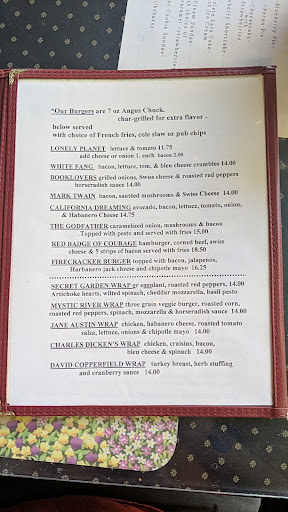 *Our Burgers are 7 oz Angus Chuck.
char-grilled for extra flavor –
below served
with choice of French fries, cole slaw or pub chips
LONELY PLANET lettuce & tomato 11.75
add cheese or onion 1. each bacon 2.00
WHITE FANG bacon, lettuce, tom, & bleu cheese crumbles 14.00
BOOKLOVERS grilled onions, Swiss cheese & roasted red peppers
horseradish sauce 14.00
MARK TWAIN bacon, sautéed mushrooms & Swiss Cheese 14.00
CALIFORNIA DREAMING avocado, bacon, lettuce, tomato, onion,
& Habanero Cheese 14.75
THE GODFATHER caramelized onion, mushrooms & bacon
Topped with pesto and served with fries 15.00
RED BADGE OF COURAGE hamburger, corned beef, swiss
cheese & 5 strips of bacon served with fries 18.50
FIRECRACKER BURGER topped with bacon, jalapenos,
Harbanero jack cheese and chipotle mayo 16.25
SECRET GARDEN WRAP gr eggplant, roasted red peppers, 14.00
Artichoke hearts, wilted spinach, cheddar mozzarella, basil pesto
MYSTIC RIVER WRAP three grain veggie burger, roasted corn,
roasted red peppers, spinach, mozzarella & horseradish sauce 14.00
JANE AUSTIN WRAP chicken, habanero cheese, roasted tomato
salsa, lettuce, onions & chipotle mayo 14.00
CHARLES DICKEN'S WRAP chicken, craisins, bacon,
bleu cheese & spinach 14.00
DAVID COPPERFIELD WRAP turkey breast, herb stuffing
and cranberry sauce 14.00